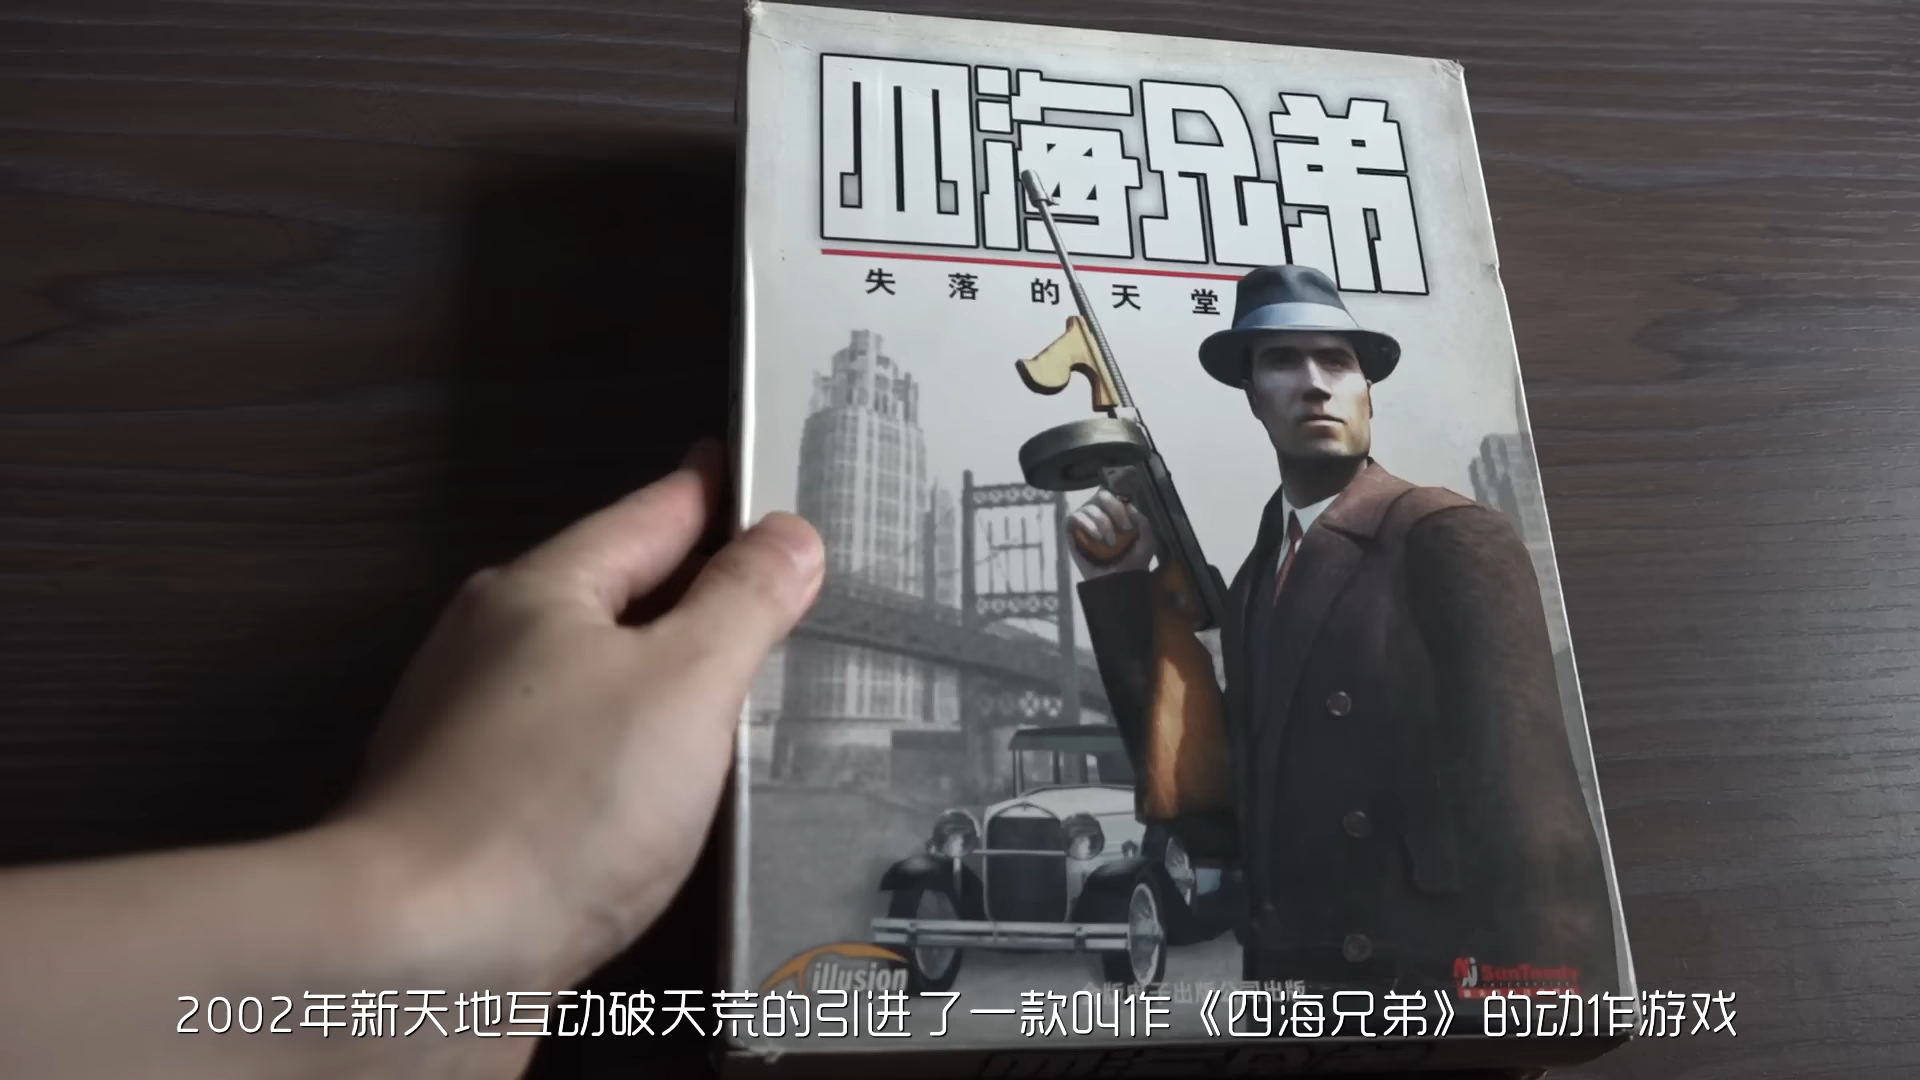 四海兄弟
失落的天堂
illusion
SunTendy
2002年新天地互动破天荒的引进了一款叫作《四海兄弟》的动作游戏